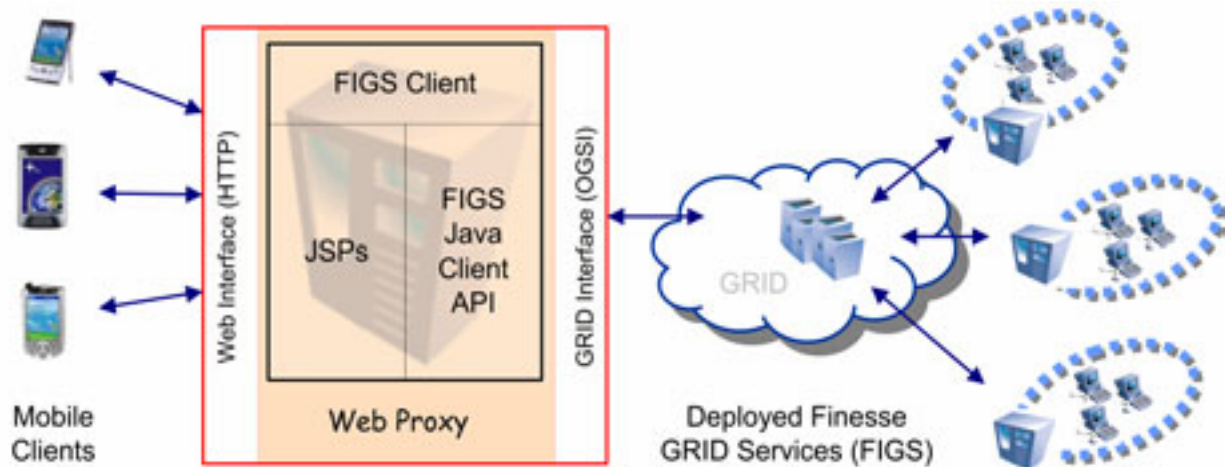 FIGS Client
Web Interface (HTTP)
JSPs
FIGS
Java
Client
API
GRID Interface (OGSI)
GRID
Web Proxy
Mobile
Clients
Deployed Finesse
GRID Services (FIGS)